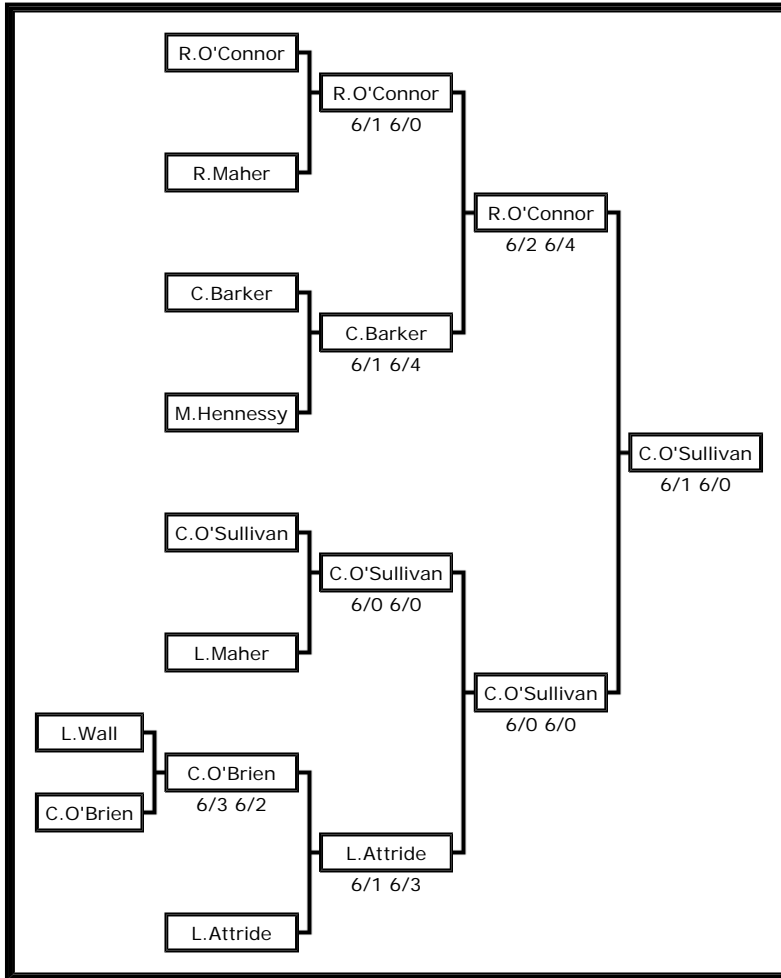 R.O'Connor
R.O'Connor
6/1 6/0
R.Maher
R.O'Connor
6/2 6/4
C.Barker
C.Barker
6/1 6/4
M.Hennessy
C.O'Sullivan
6/1 6/0
C.O'Sullivan
C.O'Sullivan
6/0 6/0
L.Maher
C.O'Sullivan
6/0 6/0
L.Wall
C.O'Brien
6/3 6/2
C.O'Brien
L.Attride
6/1 6/3
L.Attride